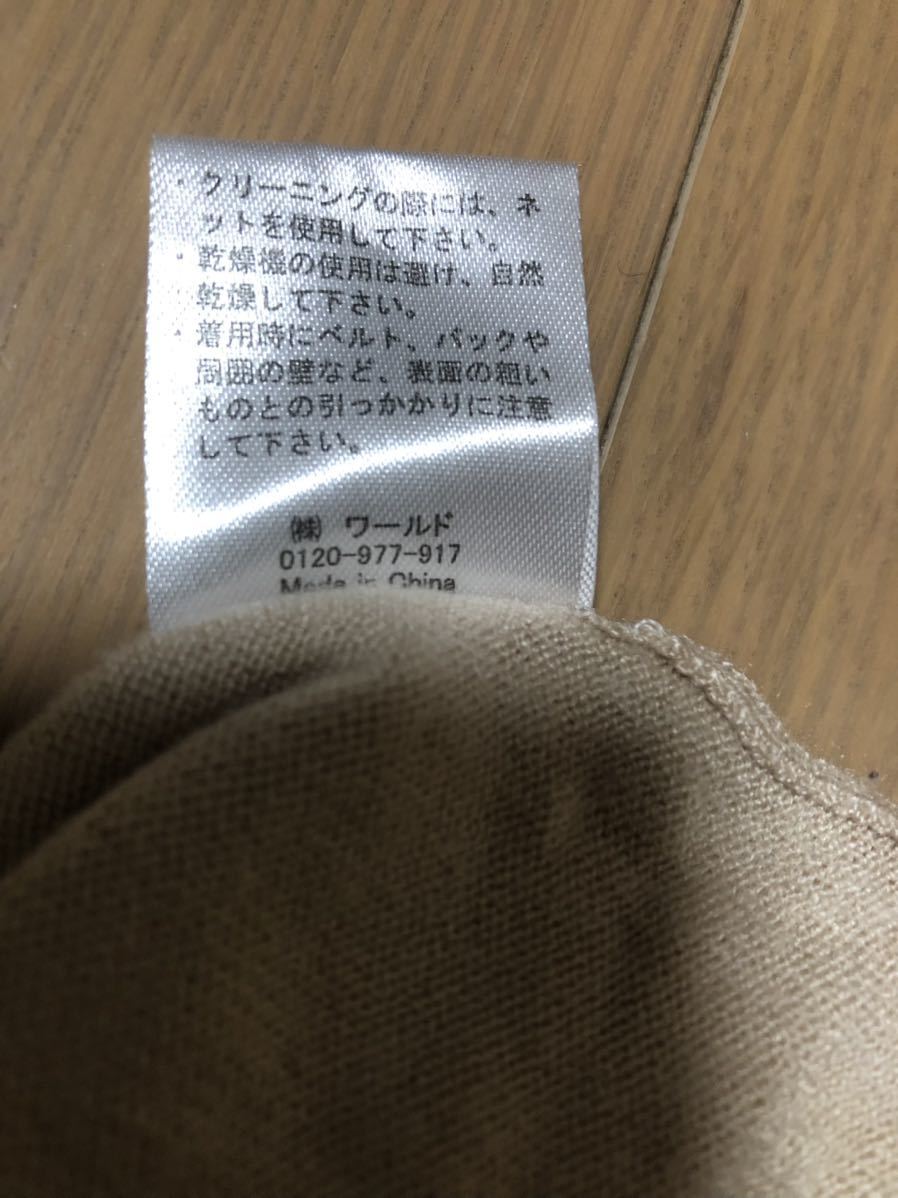 ・クリーニングの際には、ネ
ットを使用して下さい。
・乾燥機の使用は避け、自然
乾燥して下さい。
・着用時にベルト、バックや
周囲の壁など、表面の粗い
ものとの引っかかりに注意
して下さい。
㈱ ワールド
0120-977-917
Made in China